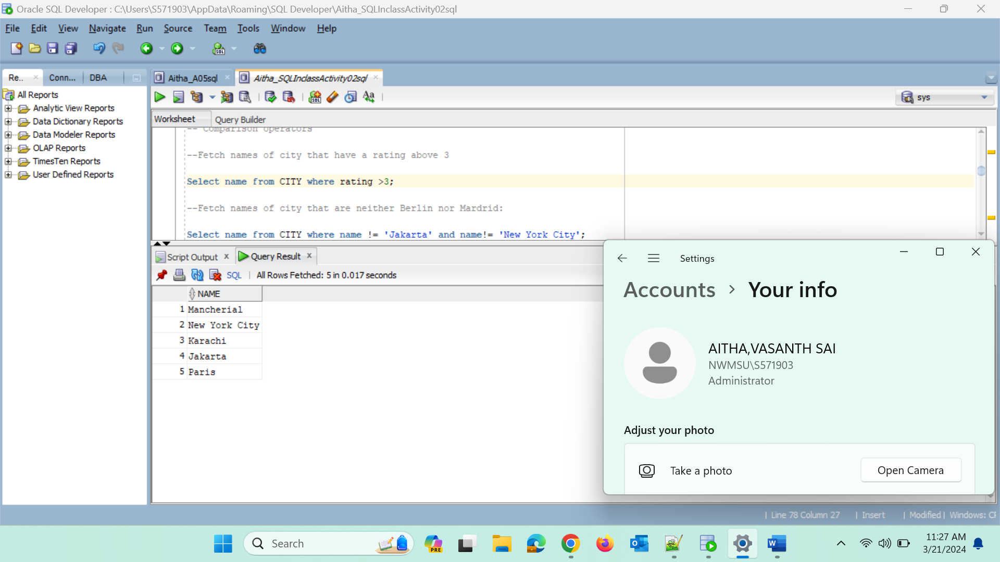 Oracle SQL Developer : C:\Users\S571903\AppData\Roaming\SQL Developer\Aitha_SQLInclassActivity02sql
File Edit View Navigate Run Source Team Tools Window Help
Re.. Conn... DBA
Aitha_A05sql Aitha_SQLInclassActivity02sql
All Reports
Analytic View Reports
Data Dictionary Reports
Data Modeler Reports
OLAP Reports
TimesTen Reports
User Defined Reports
sys
Worksheet Query Builder
-- Comparison operators
--Fetch names of city that have a rating above 3
Select name from CITY where rating >3;
--Fetch names of city that are neither Berlin nor Mardrid:
Select name from CITY where name != 'Jakarta' and name!= 'New York City';
Script Output x Query Result x
SQL | All Rows Fetched: 5 in 0.017 seconds
NAME
1 Mancherial
2 New York City
3 Karachi
4 Jakarta
5 Paris
Settings
Accounts > Your info
AITHA,VASANTH SAI
NWMSU\S571903
Administrator
Adjust your photo
Take a photo
Open Camera
| Line 78 Column 27 | Insert | Modified | Windows: CF
Search
PRE
11:27 AM
3/21/2024